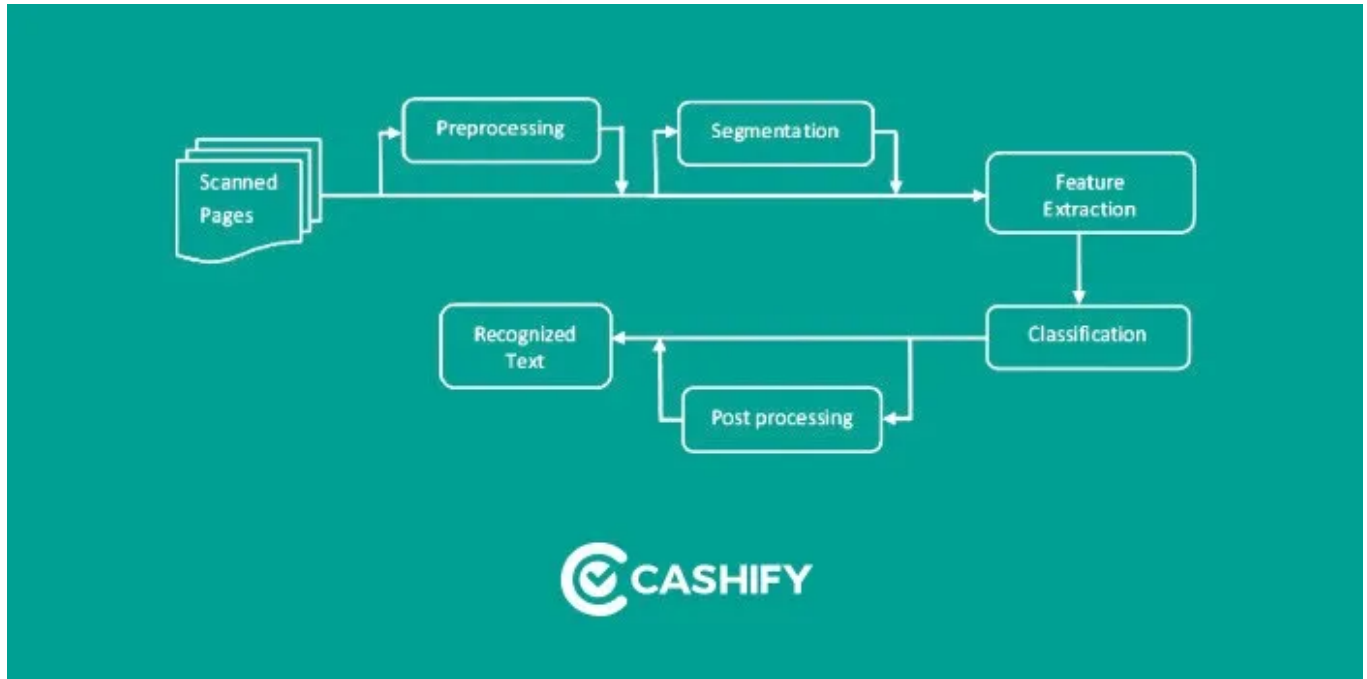 Preprocessing
Segmentation
Scanned
Pages
Feature
Extraction
Classification
Recognized
Text
Post processing
CASHIFY